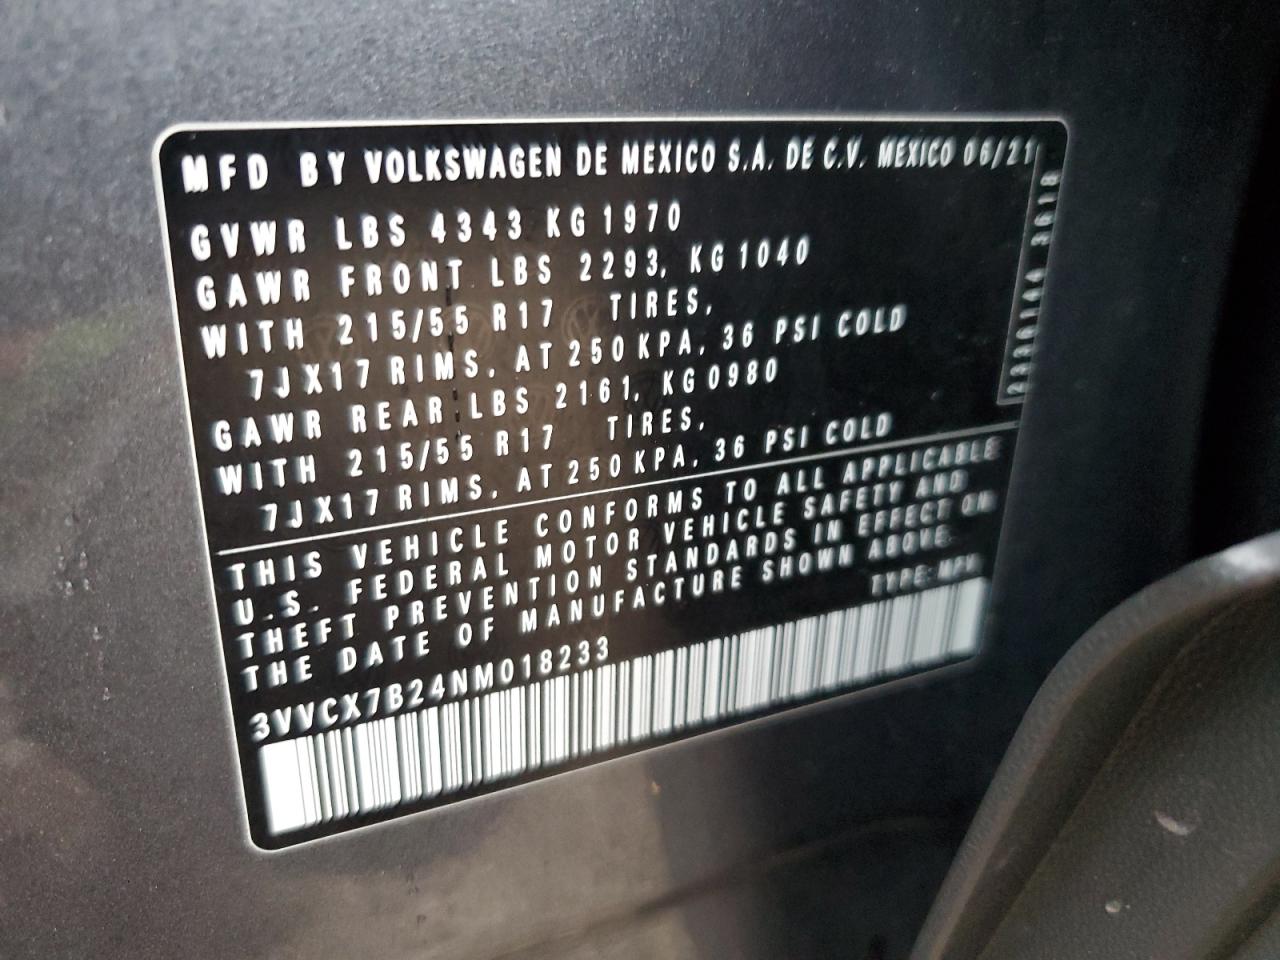 MFD BY VOLKSWAGEN DE MEXICO S.A. DE C.V. MEXICO 06/21
GVWR LBS 4343 KG 1970
GAWR FRONT LBS 2293, KG 1040
WITH 215/55 R17 TIRES,
7JX17 RIMS, AT 250 KPA, 36 PSI COLD
GAWR REAR LBS 2161, KG 0980
WITH 215/55 R17 TIRES,
7JX17 RIMS, AT 250 KPA, 36 PSI COLD
THIS VEHICLE CONFORMS TO ALL APPLICABLE
U.S. FEDERAL MOTOR VEHICLE SAFETY AND
THEFT PREVENTION STANDARDS IN EFFECT ON
THE DATE OF MANUFACTURE SHOWN ABOVE.
TYPE: MPV
3VVCX7B24NM018233